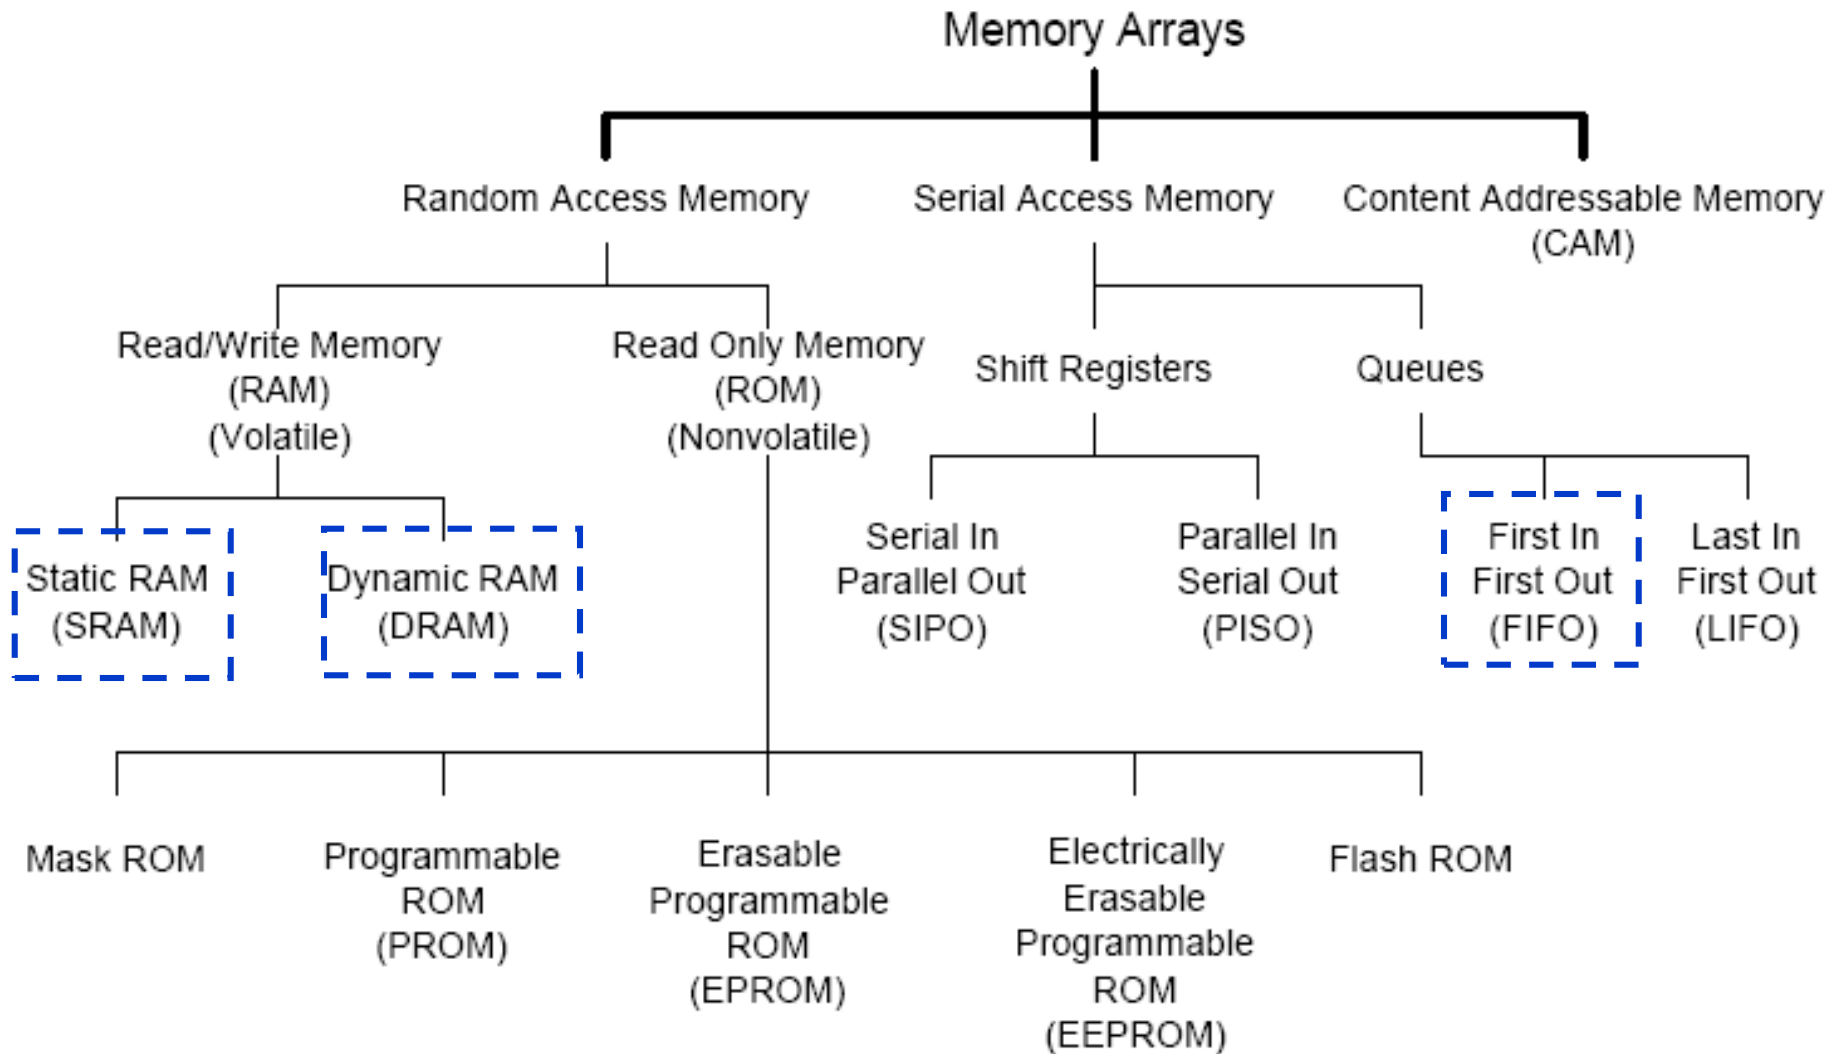 Memory Arrays
Random Access Memory
Serial Access Memory
Content Addressable Memory
(CAM)
Read/Write Memory
(RAM)
(Volatile)
Read Only Memory
(ROM)
(Nonvolatile)
Shift Registers
Queues
Static RAM
(SRAM)
Dynamic RAM
(DRAM)
Serial In
Parallel Out
(SIPO)
Parallel In
Serial Out
(PISO)
First In
First Out
(FIFO)
Last In
First Out
(LIFO)
Mask ROM
Programmable
ROM
(PROM)
Erasable
Programmable
ROM
(EPROM)
Electrically
Erasable
Programmable
ROM
(EEPROM)
Flash ROM